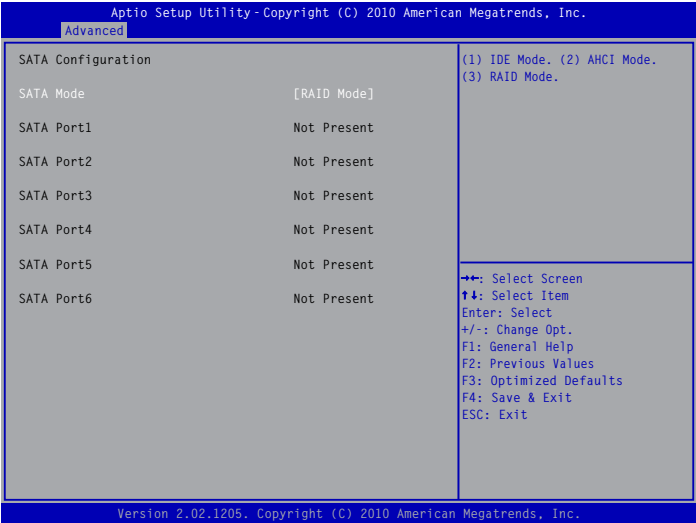 Aptio Setup Utility - Copyright (C) 2010 American Megatrends, Inc.
Advanced
SATA Configuration
SATA Mode [RAID Mode]
SATA Port1 Not Present
SATA Port2 Not Present
SATA Port3 Not Present
SATA Port4 Not Present
SATA Port5 Not Present
SATA Port6 Not Present
(1) IDE Mode. (2) AHCI Mode.
(3) RAID Mode.
→←: Select Screen
↑↓: Select Item
Enter: Select
+/-: Change Opt.
F1: General Help
F2: Previous Values
F3: Optimized Defaults
F4: Save & Exit
ESC: Exit
Version 2.02.1205. Copyright (C) 2010 American Megatrends, Inc.